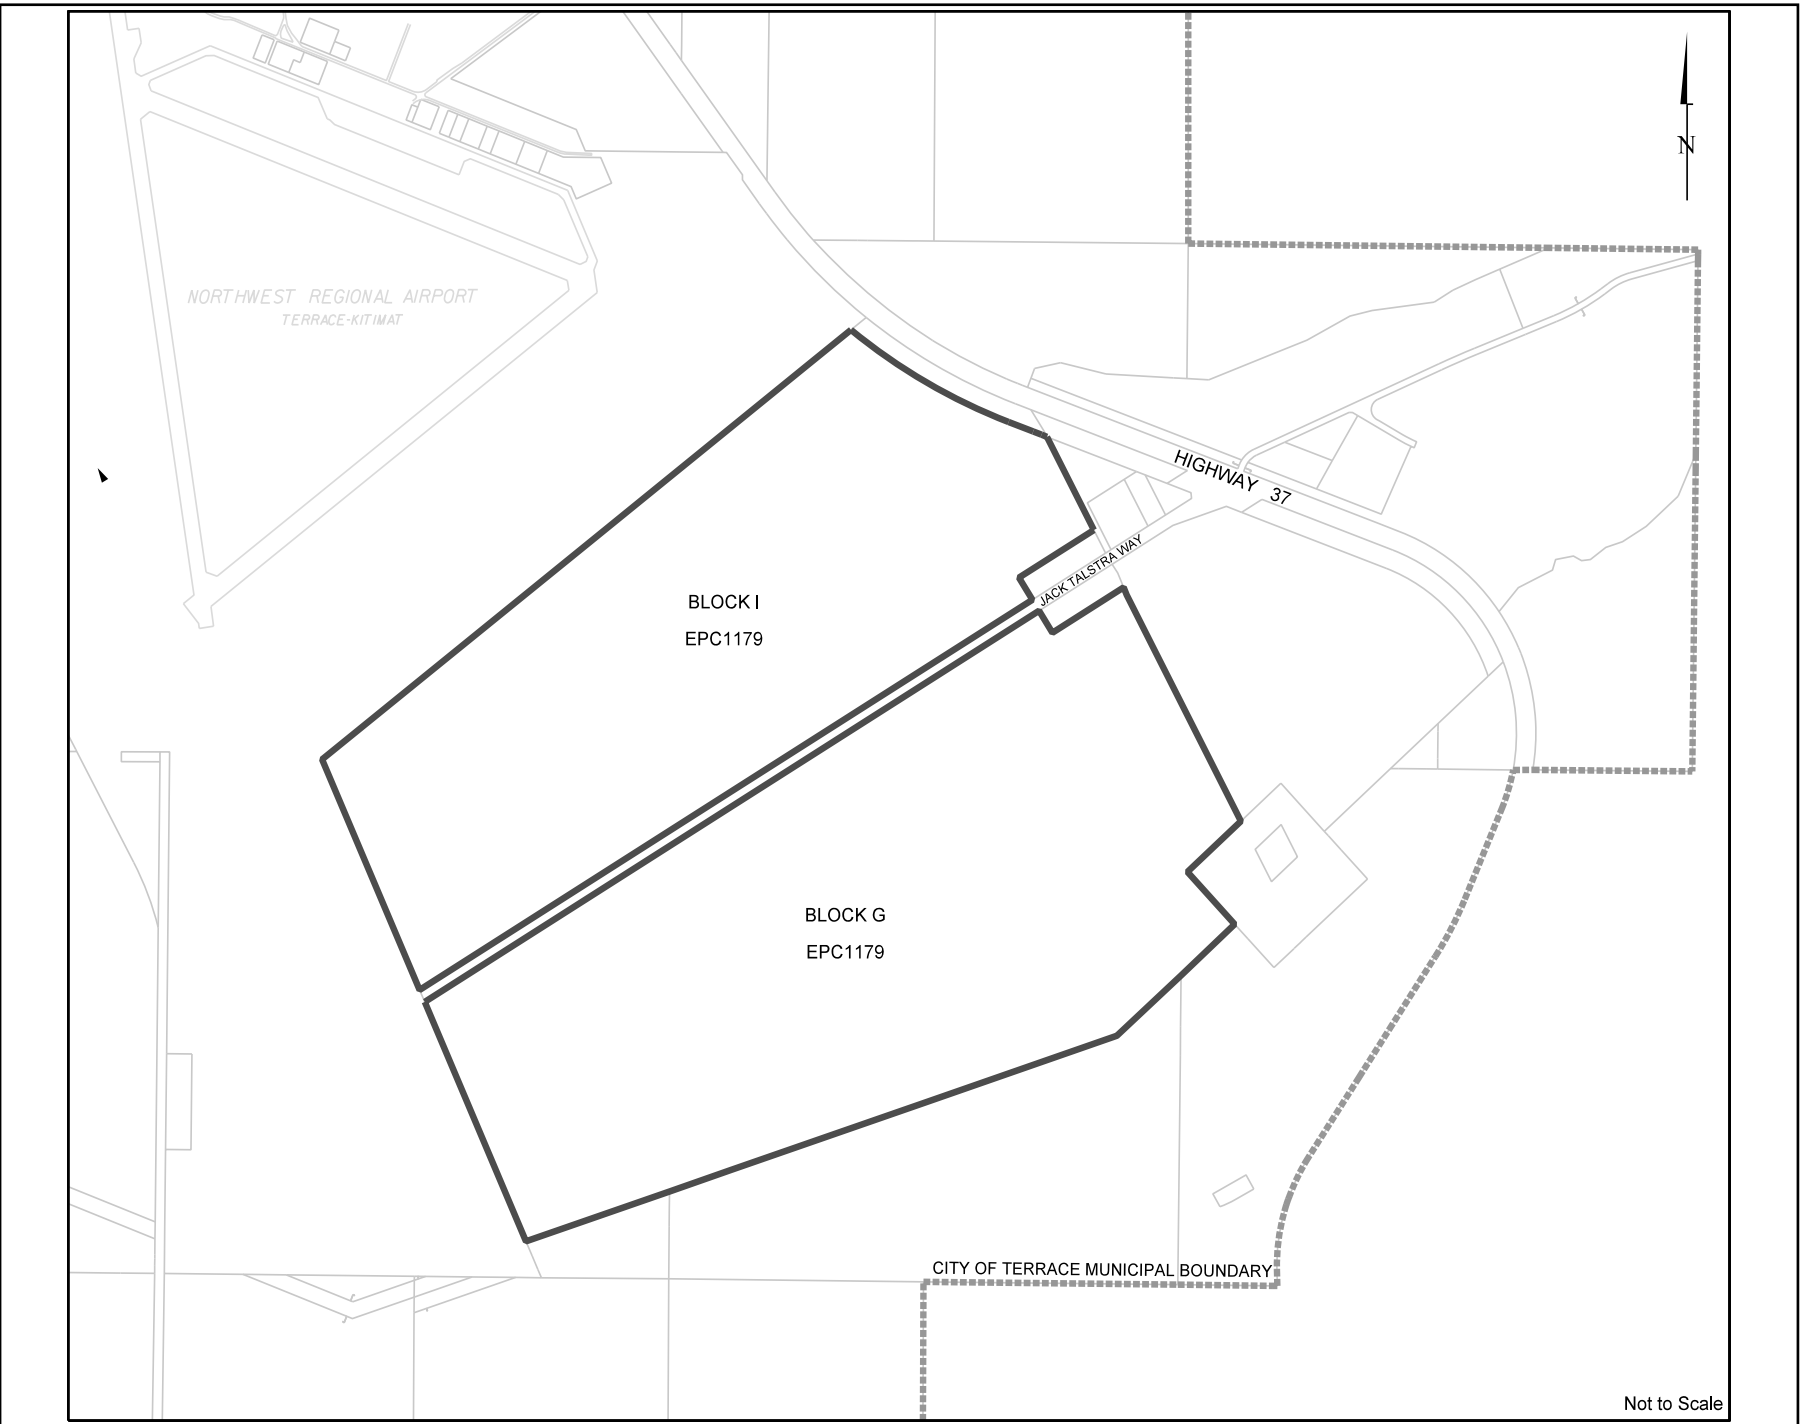 N
NORTHWEST REGIONAL AIRPORT
TERRACE-KITIMAT
HIGHWAY 37
JACK TALSTRA WAY
BLOCK I
EPC1179
BLOCK G
EPC1179
CITY OF TERRACE MUNICIPAL BOUNDARY
Not to Scale